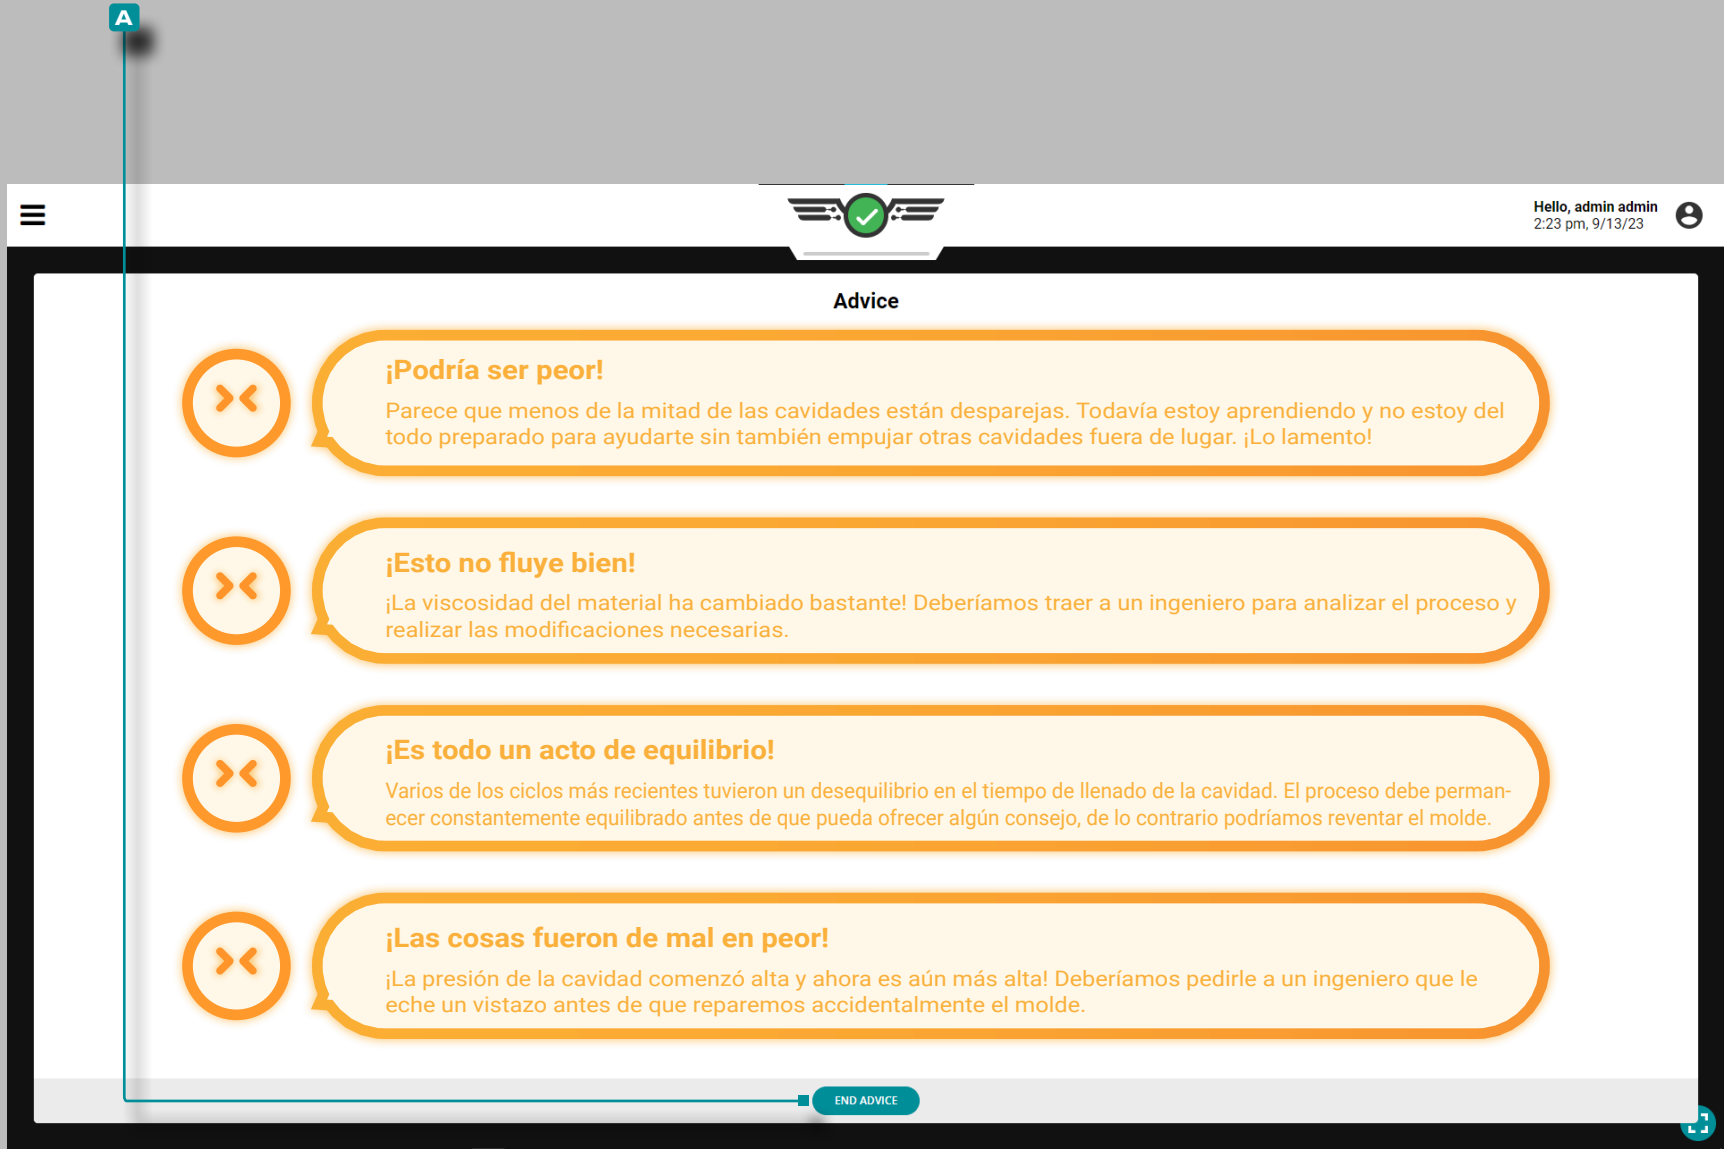 A
Hello, admin admin
2:23 pm, 9/13/23
Advice
¡Podría ser peor!
Parece que menos de la mitad de las cavidades están desparejas. Todavía estoy aprendiendo y no estoy del
todo preparado para ayudarte sin también empujar otras cavidades fuera de lugar. ¡Lo lamento!
¡Esto no fluye bien!
¡La viscosidad del material ha cambiado bastante! Deberíamos traer a un ingeniero para analizar el proceso y
realizar las modificaciones necesarias.
¡Es todo un acto de equilibrio!
Varios de los ciclos más recientes tuvieron un desequilibrio en el tiempo de llenado de la cavidad. El proceso debe perman-
ecer constantemente equilibrado antes de que pueda ofrecer algún consejo, de lo contrario podríamos reventar el molde.
¡Las cosas fueron de mal en peor!
¡La presión de la cavidad comenzó alta y ahora es aún más alta! Deberíamos pedirle a un ingeniero que le
eche un vistazo antes de que reparemos accidentalmente el molde.
END ADVICE